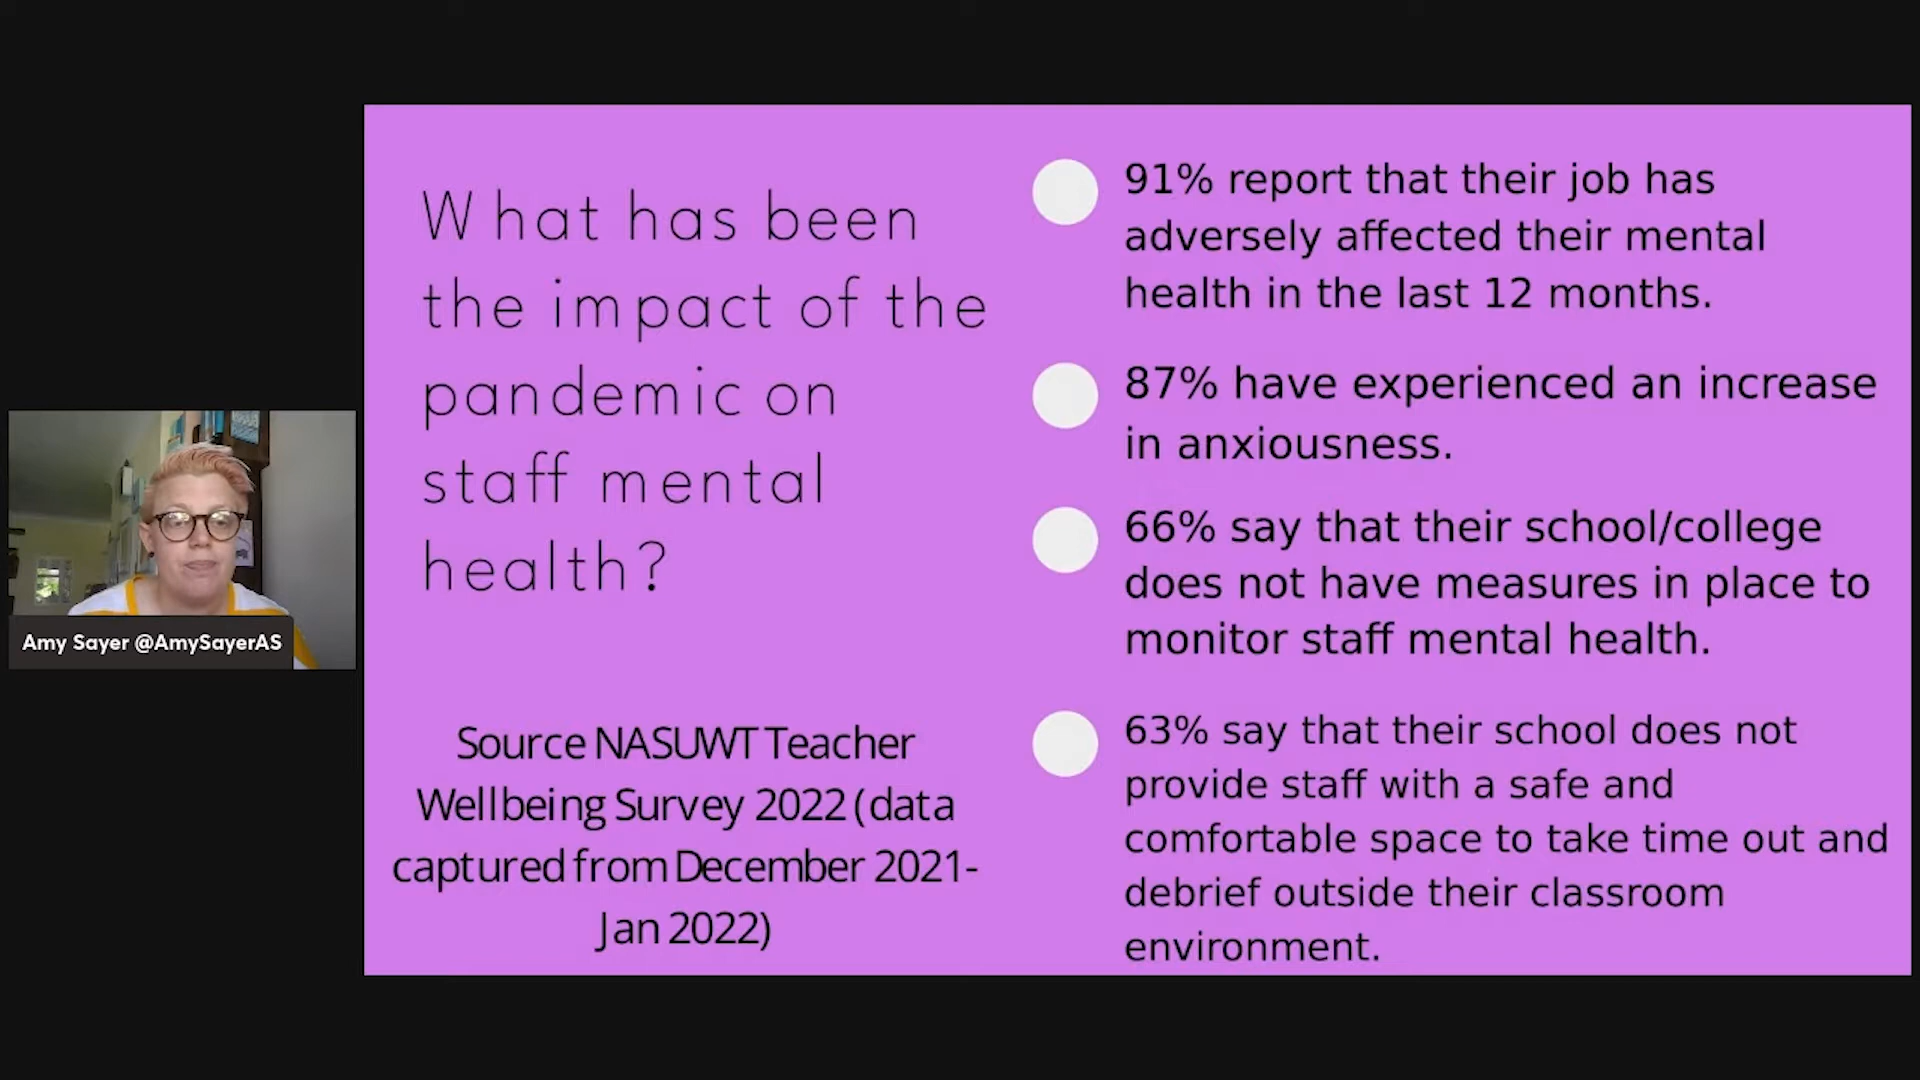 What has been
the impact of the
pandemic on
staff mental
health?
Source NASUWT Teacher
Wellbeing Survey 2022 (data
captured from December 2021-
Jan 2022)
91% report that their job has
adversely affected their mental
health in the last 12 months.
87% have experienced an increase
in anxiousness.
66% say that their school/college
does not have measures in place to
monitor staff mental health.
63% say that their school does not
provide staff with a safe and
comfortable space to take time out and
debrief outside their classroom
environment.
Amy Sayer @AmySayerAS